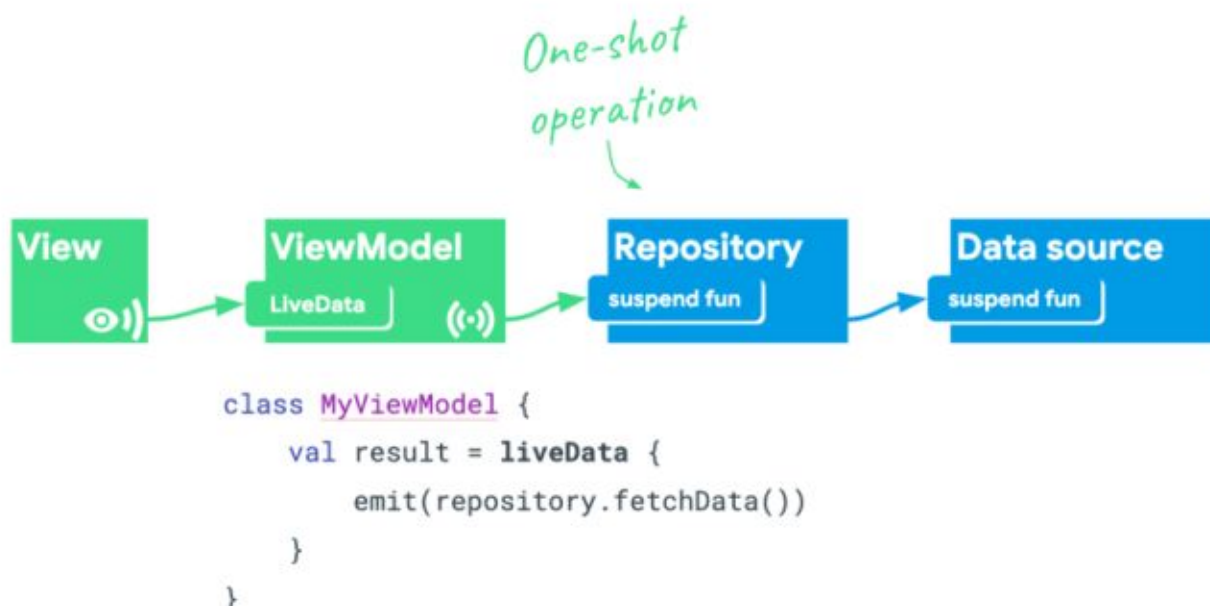 One-shot
operation
View
ViewModel
LiveData
Repository
suspend fun
Data source
suspend fun
class MyViewModel {
    val result = liveData {
        emit(repository.fetchData())
    }
}